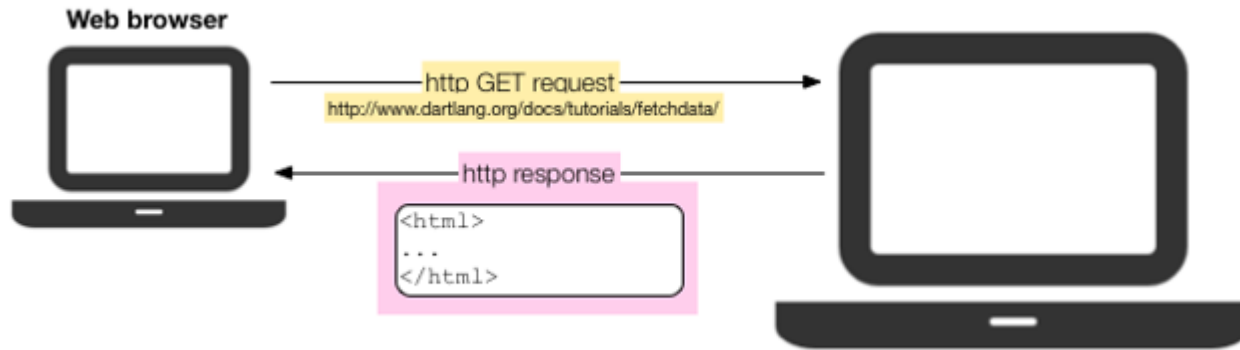 Web browser
http GET request
http://www.dartlang.org/docs/tutorials/fetchdata/
http response
<html>
...
</html>